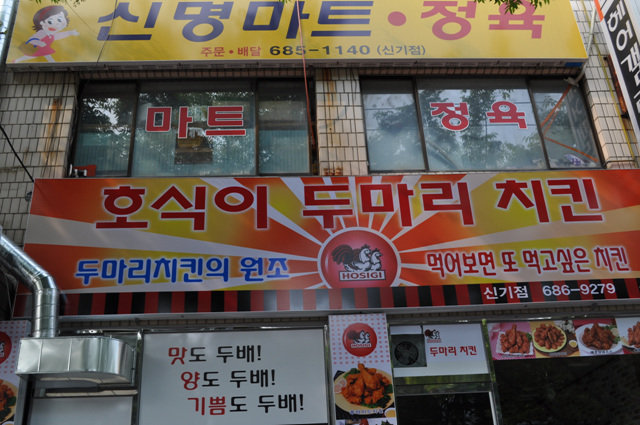 신명마트·정육
주문·배달 685-1140 (신기점)
마트 정육
호식이 두마리 치킨
두마리치킨의 원조
HOSIGI
먹어보면 또 먹고싶은 치킨
신기점 686-9279
맛도 두배!
양도 두배!
기쁨도 두배!
두마리 치킨